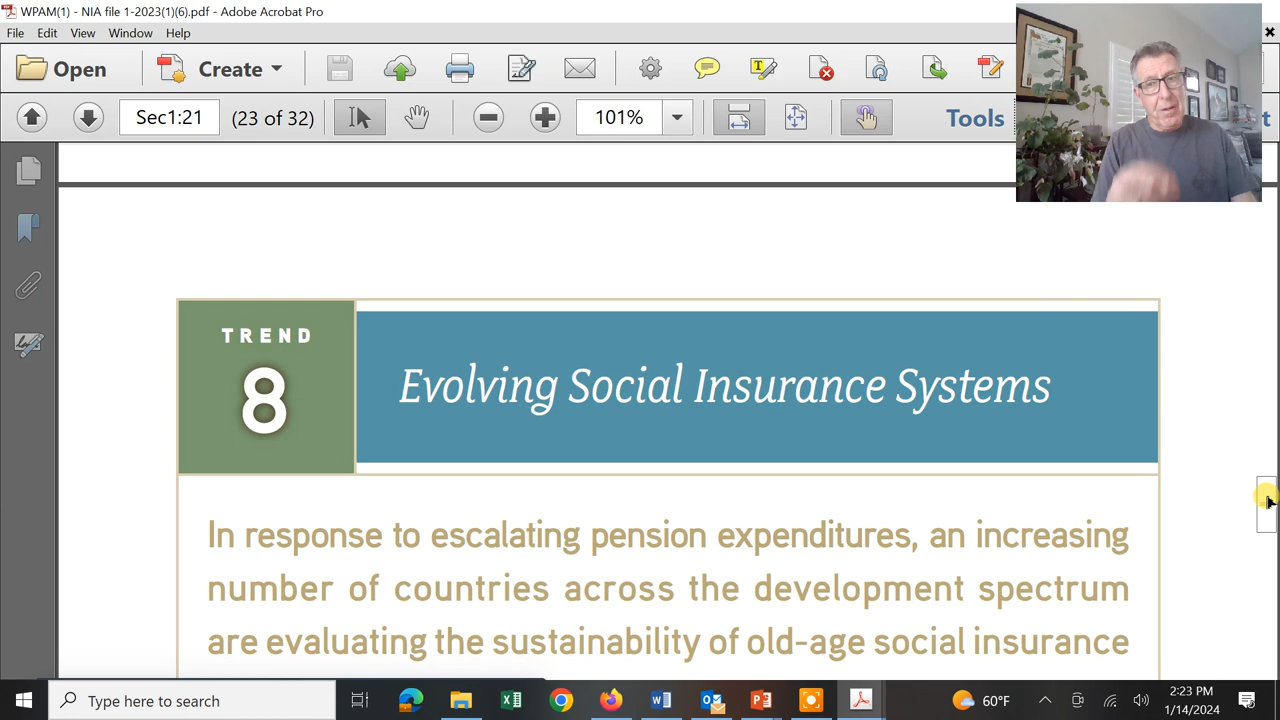 WPAM(1) - NIA file 1-2023(1)(6).pdf - Adobe Acrobat Pro
File Edit View Window Help
Open Create
Sec1:21 (23 of 32) 101% Tools
TREND
8
Evolving Social Insurance Systems
In response to escalating pension expenditures, an increasing
number of countries across the development spectrum
are evaluating the sustainability of old-age social insurance
Type here to search
60°F
2:23 PM
1/14/2024